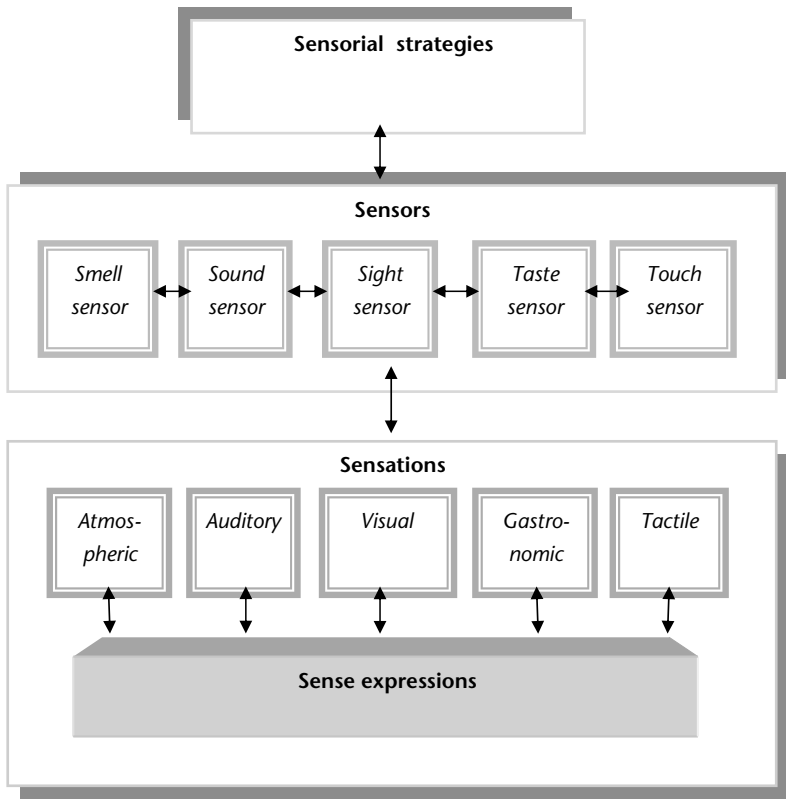 Sensorial strategies
Sensors
Smell
sensor
Sound
sensor
Sight
sensor
Taste
sensor
Touch
sensor
Sensations
Atmos-
pheric
Auditory
Visual
Gastro-
nomic
Tactile
Sense expressions